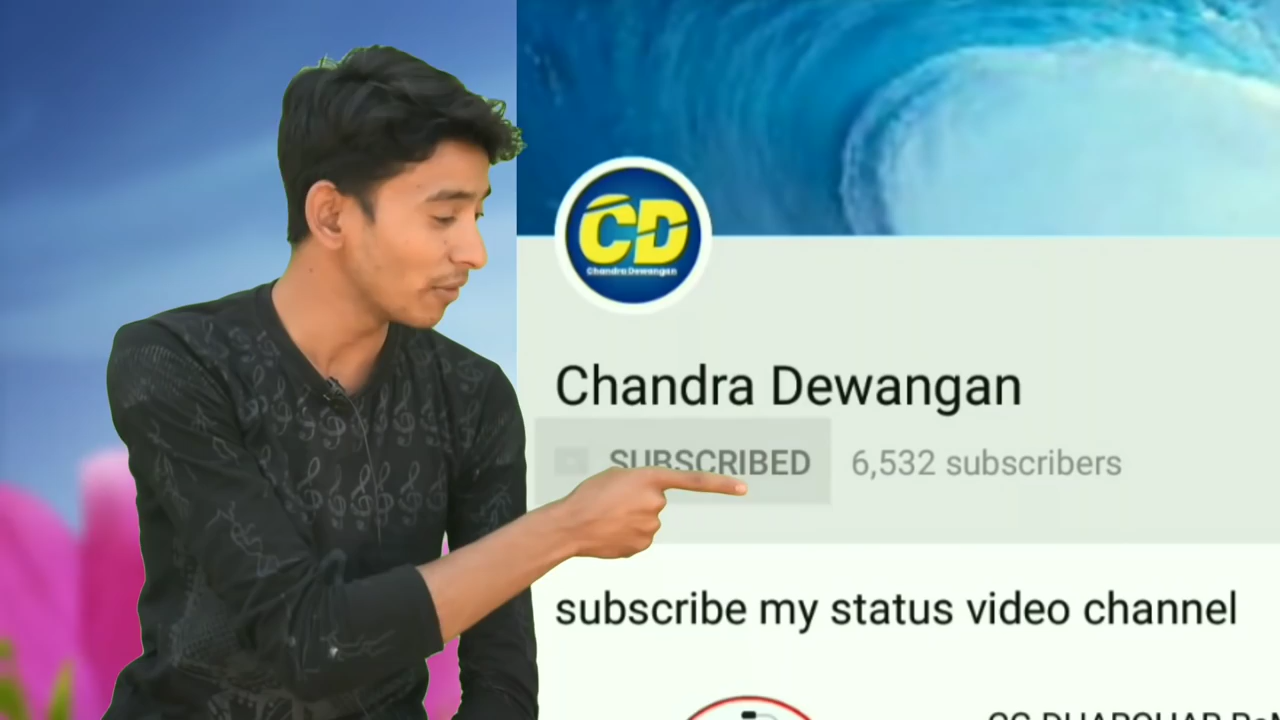 CD
Chandra Dewangan
Chandra Dewangan
SUBSCRIBED 6,532 subscribers
subscribe my status video channel